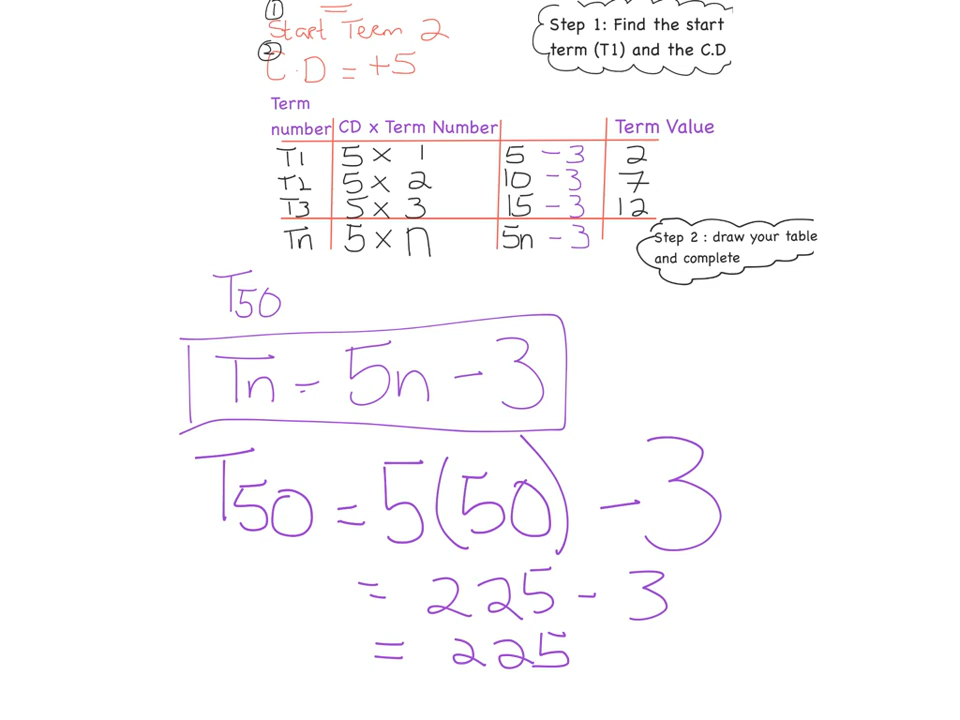 ①
Start Term 2
② C.D = +5
Step 1: Find the start
term (T1) and the C.D
Term
number CD x Term Number Term Value
T1 5 × 1 5 - 3 2
T2 5 × 2 10 - 3 7
T3 5 × 3 15 - 3 12
Tn 5 × n 5n - 3
Step 2 : draw your table
and complete
T50
Tn = 5n - 3
T50 = 5(50) - 3
= 225 - 3
= 225